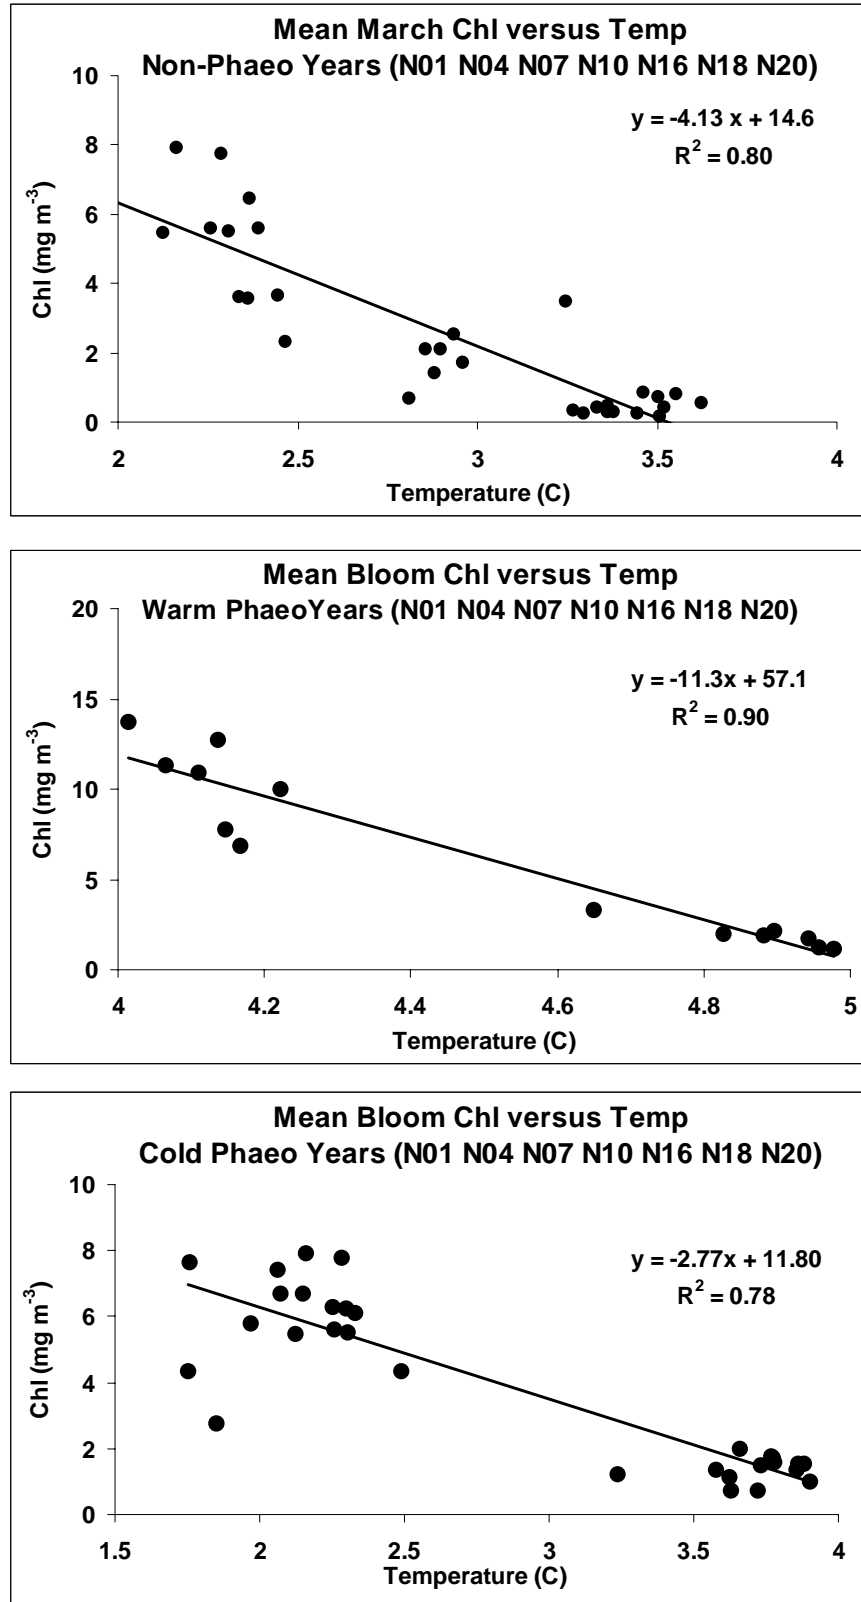 Mean March Chl versus Temp
Non-Phaeo Years (N01 N04 N07 N10 N16 N18 N20)
y = -4.13 x + 14.6
R² = 0.80
10
8
6
4
2
0
Chl (mg m⁻³)
2 2.5 3 3.5 4
Temperature (C)
Mean Bloom Chl versus Temp
Warm PhaeoYears (N01 N04 N07 N10 N16 N18 N20)
y = -11.3x + 57.1
R² = 0.90
20
15
10
5
0
Chl (mg m⁻³)
4 4.2 4.4 4.6 4.8 5
Temperature (C)
Mean Bloom Chl versus Temp
Cold Phaeo Years (N01 N04 N07 N10 N16 N18 N20)
y = -2.77x + 11.80
R² = 0.78
10
8
6
4
2
0
Chl (mg m⁻³)
1.5 2 2.5 3 3.5 4
Temperature (C)